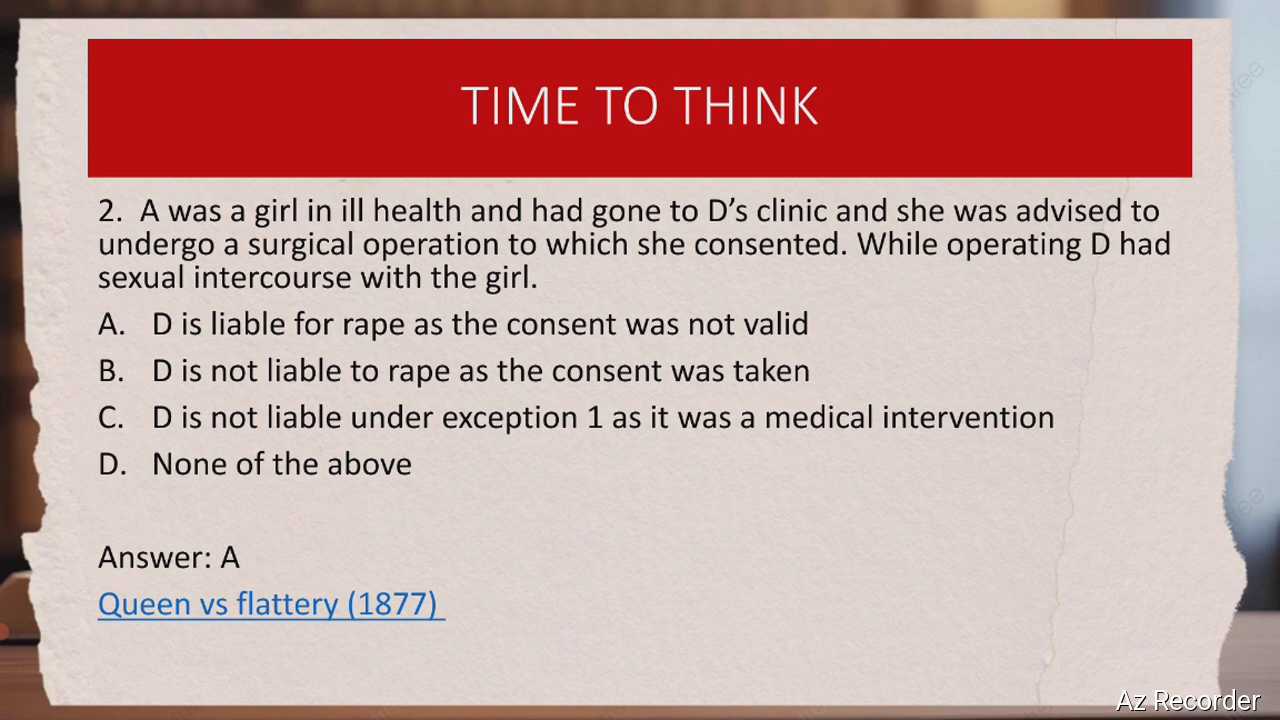 TIME TO THINK
2. A was a girl in ill health and had gone to D’s clinic and she was advised to
undergo a surgical operation to which she consented. While operating D had
sexual intercourse with the girl.
A. D is liable for rape as the consent was not valid
B. D is not liable to rape as the consent was taken
C. D is not liable under exception 1 as it was a medical intervention
D. None of the above
Answer: A
Queen vs flattery (1877)
Az Recorder